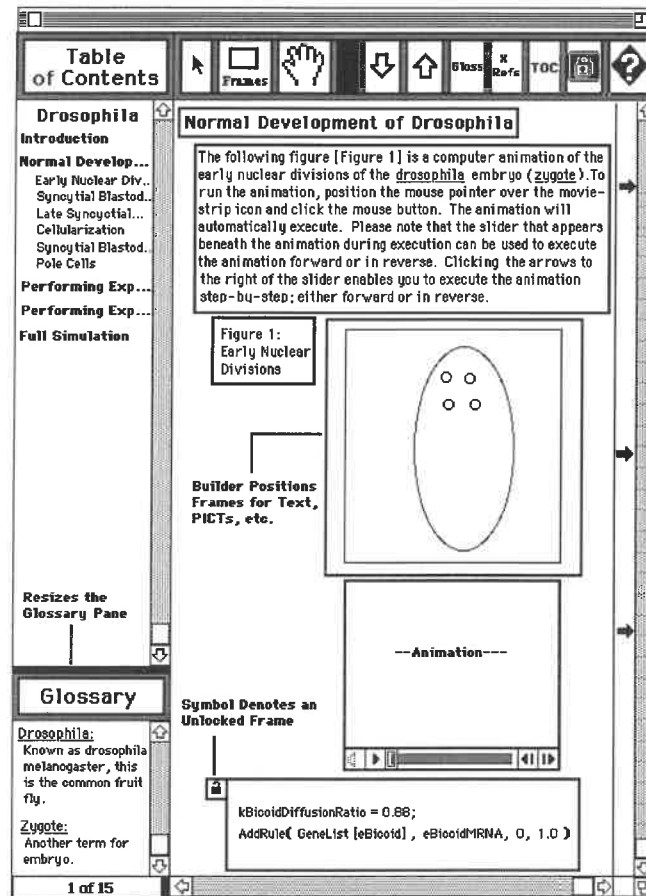 Table
of Contents
Frames
Gloss
X
Refs
TOC
?
Drosophila
Introduction
Normal Develop...
Early Nuclear Div..
Syncytial Blastod..
Late Syncyotial...
Cellularization
Syncytial Blastod..
Pole Cells
Performing Exp...
Performing Exp...
Full Simulation
Resizes the
Glossary Pane
Glossary
Drosophila:
Known as drosophila
melanogaster, this
is the common fruit
fly.
Zygote:
Another term for
embryo.
1 of 15
Normal Development of Drosophila
The following figure [Figure 1] is a computer animation of the
early nuclear divisions of the drosophila embryo (zygote).To
run the animation, position the mouse pointer over the movie-
strip icon and click the mouse button. The animation will
automatically execute. Please note that the slider that appears
beneath the animation during execution can be used to execute
the animation forward or in reverse. Clicking the arrows to
the right of the slider enables you to execute the animation
step-by-step; either forward or in reverse.
Figure 1:
Early Nuclear
Divisions
Builder Positions
Frames for Text,
PICTs, etc.
--Animation---
Symbol Denotes an
Unlocked Frame
kBicoidDiffusionRatio = 0.88;
AddRule( GeneList [eBicoid] , eBicoidMRNA, 0, 1.0 )